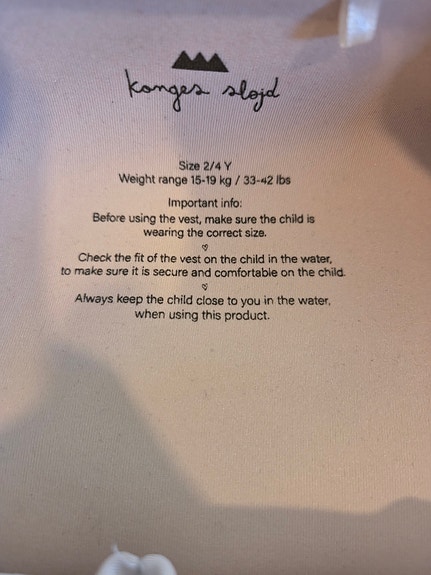 konges sløjd
Size 2/4 Y
Weight range 15-19 kg / 33-42 lbs
Important info:
Before using the vest, make sure the child is
wearing the correct size.
Check the fit of the vest on the child in the water,
to make sure it is secure and comfortable on the child.
Always keep the child close to you in the water,
when using this product.